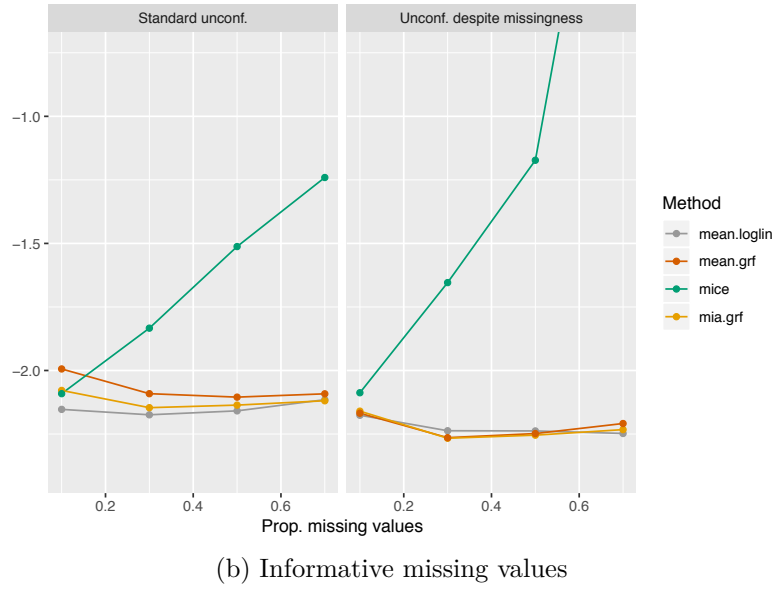 Standard unconf.
Unconf. despite missingness
−1.0
−1.5
−2.0
0.2
0.4
0.6
0.2
0.4
0.6
Prop. missing values
Method
mean.loglin
mean.grf
mice
mia.grf
(b) Informative missing values